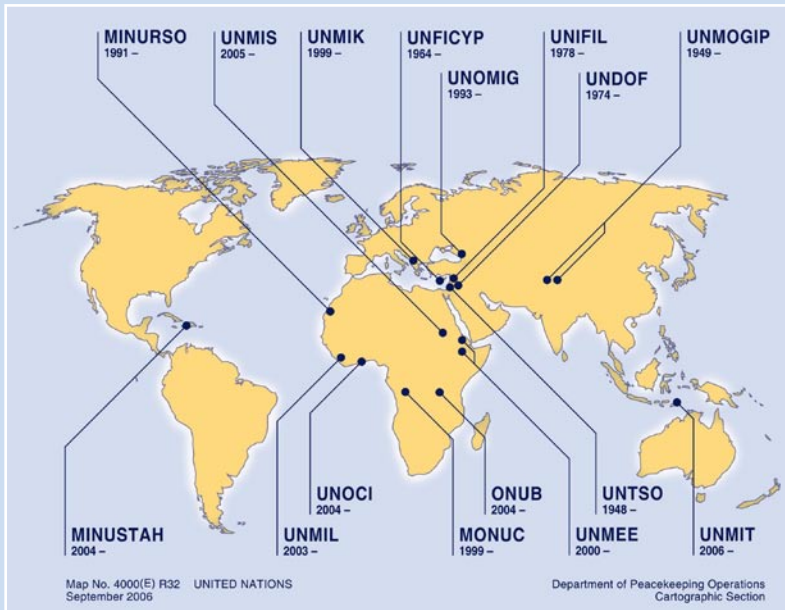 MINURSO
1991 –
UNMIS
2005 –
UNMIK
1999 –
UNFICYP
1964 –
UNIFIL
1978 –
UNMOGIP
1949 –
UNOMIG
1993 –
UNDOF
1974 –
UNOCI
2004 –
ONUB
2004 –
UNTSO
1948 –
MINUSTAH
2004 –
UNMIL
2003 –
MONUC
1999 –
UNMEE
2000 –
UNMIT
2006 –
Map No. 4000(E) R32 UNITED NATIONS
September 2006
Department of Peacekeeping Operations
Cartographic Section